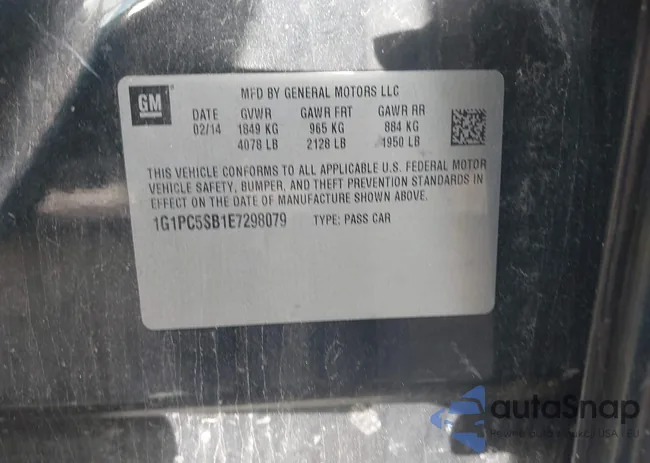 GM
MFD BY GENERAL MOTORS LLC
DATE GVWR GAWR FRT GAWR RR
02/14 1849 KG 965 KG 884 KG
4078 LB 2128 LB 1950 LB
THIS VEHICLE CONFORMS TO ALL APPLICABLE U.S. FEDERAL MOTOR
VEHICLE SAFETY, BUMPER, AND THEFT PREVENTION STANDARDS IN
EFFECT ON THE DATE OF MANUFACTURE SHOWN ABOVE.
1G1PC5SB1E7298079 TYPE: PASS CAR
autoSnap